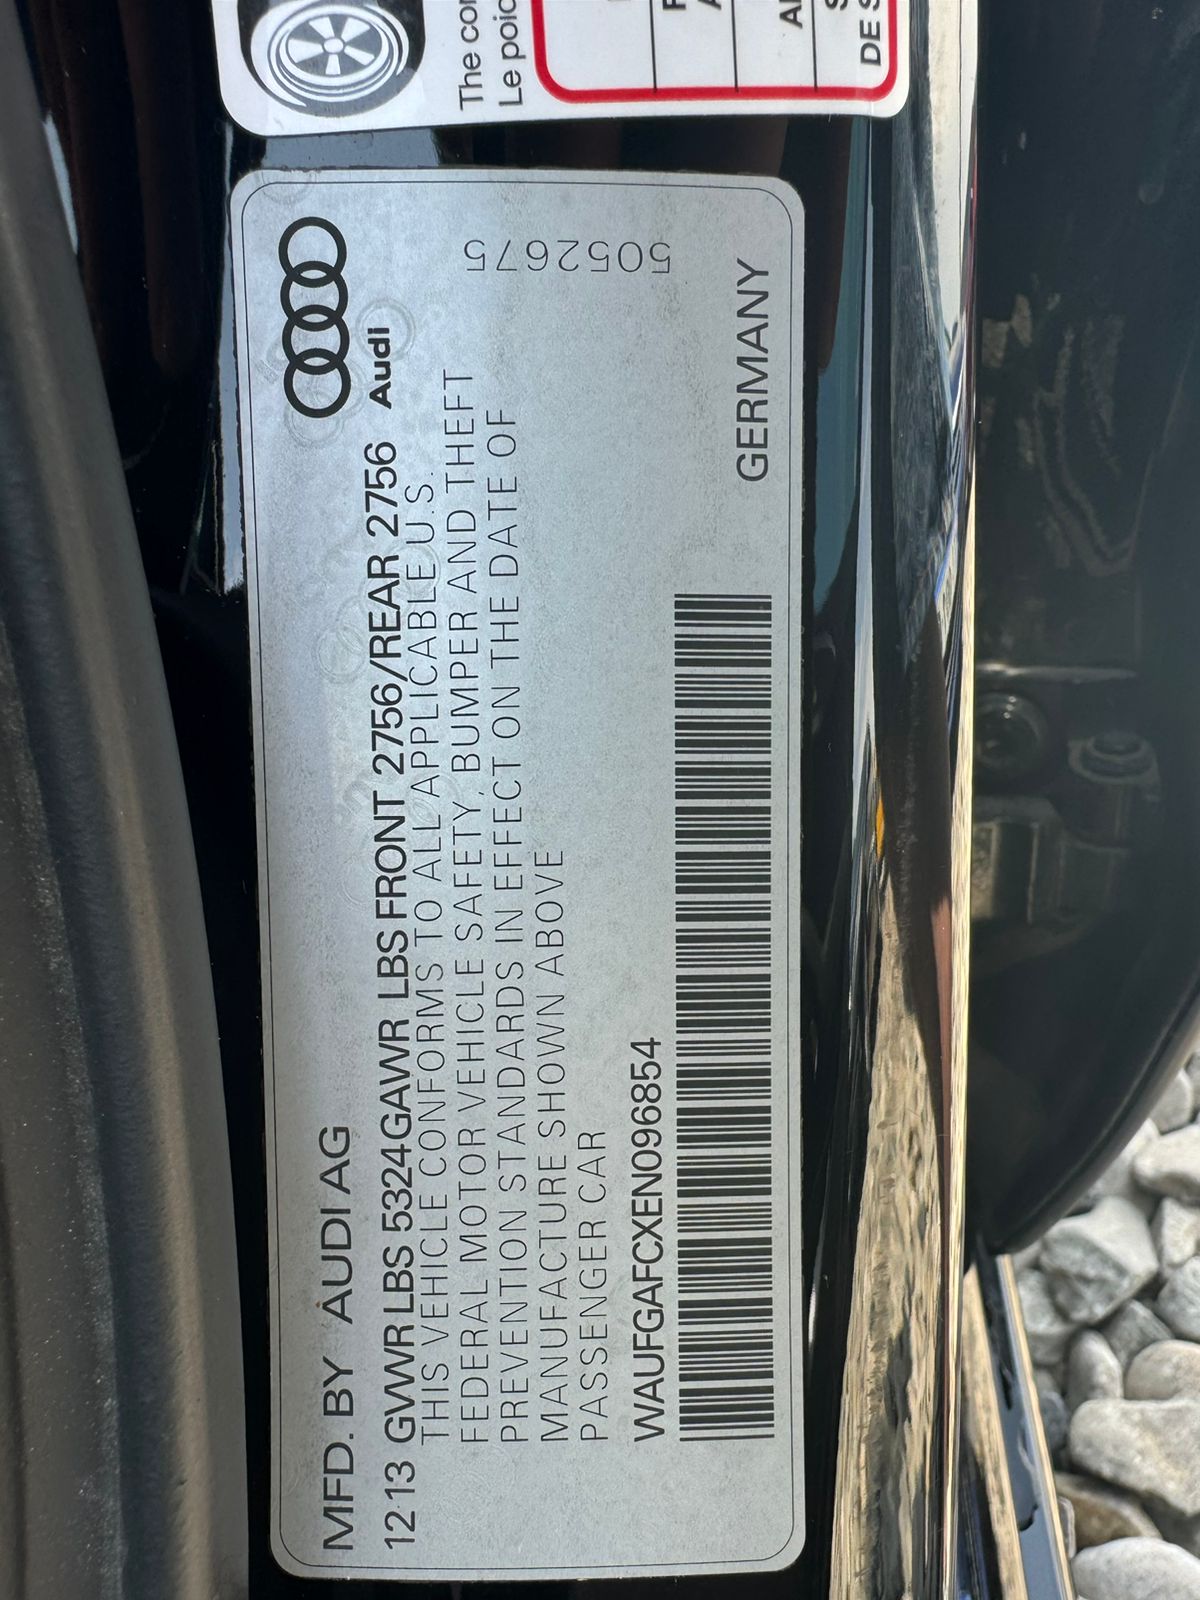 The
Le
MFD. BY AUDI AG
12 13 GWWR LBS 5324GAWR LBS FRONT 2756/REAR 2756
Audi
THIS VEHICLE CONFORMS TO ALL APPLICABLE U.S.
FEDERAL MOTOR VEHICLE SAFETY, BUMPER AND THEFT
PREVENTION STANDARDS IN EFFECT ON THE DATE OF
MANUFACTURE SHOWN ABOVE
PASSENGER CAR
WAUFGAFCXEN096854
GERMANY
5052675